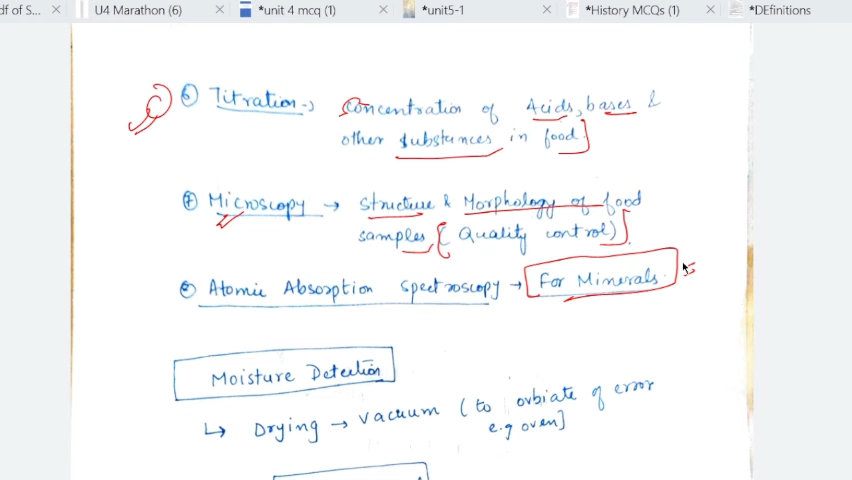 df of S...
U4 Marathon (6)
*unit 4 mcq (1)
*unit5-1
*History MCQs (1)
*DEfinitions
⑥ Titration → Concentration of Acids, bases &
other substances in food]
⑦ Microscopy → Structure & Morphology of food
samples, [Quality control)].
⑧ Atomic Absorption Spectroscopy → For Minerals.
Moisture Detection
↳ Drying → vacuum (to ovbiate of error
e.g oven]